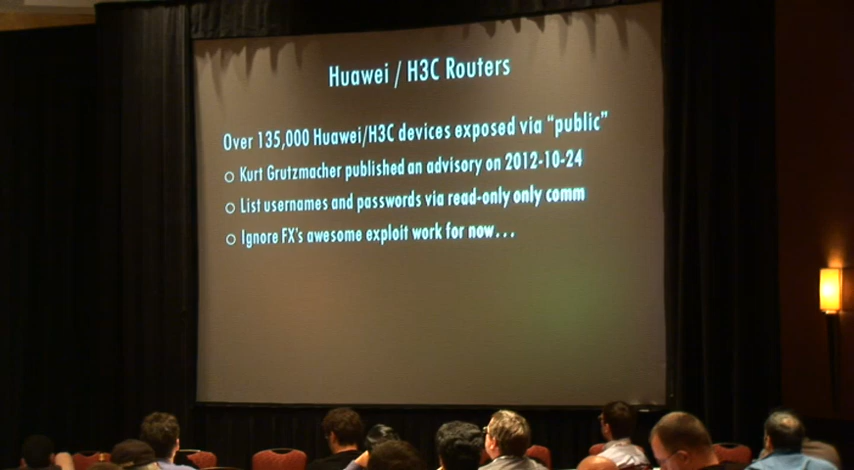 Huawei / H3C Routers
Over 135,000 Huawei/H3C devices exposed via “public”
Kurt Grutzmacher published an advisory on 2012-10-24
List usernames and passwords via read-only only comm
Ignore FX's awesome exploit work for now...